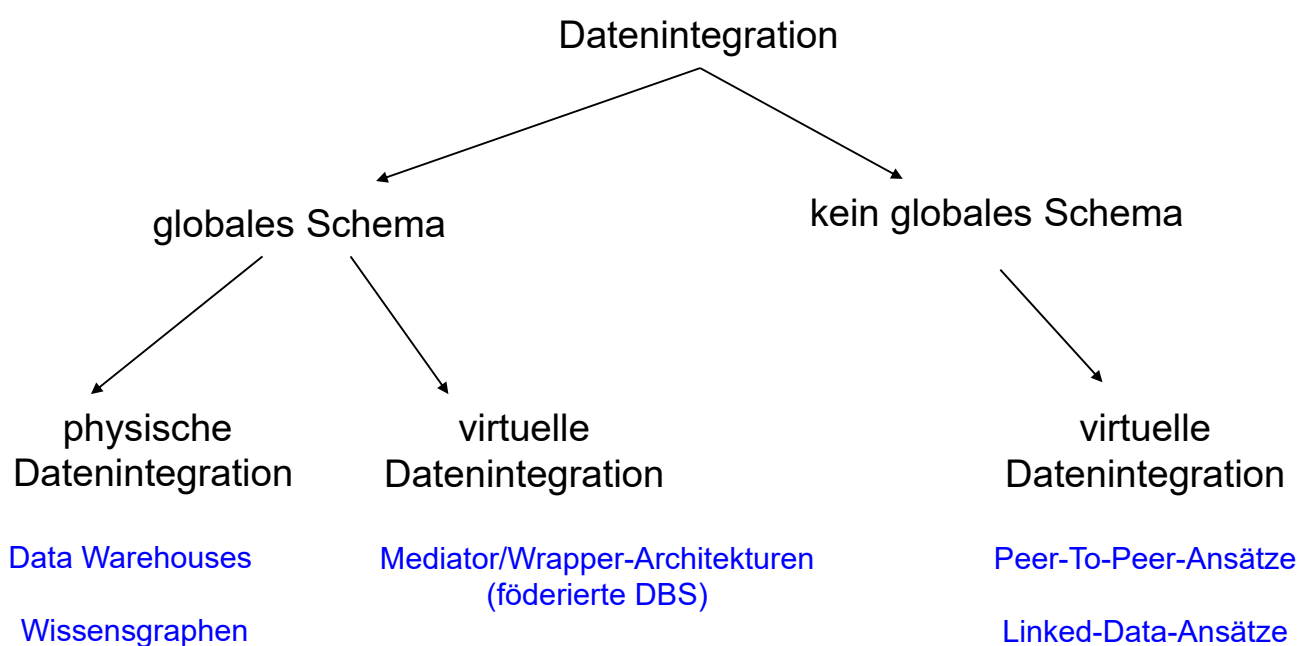 Datenintegration
globales Schema
kein globales Schema
physische
Datenintegration
virtuelle
Datenintegration
virtuelle
Datenintegration
Data Warehouses
Wissensgraphen
Mediator/Wrapper-Architekturen
(föderierte DBS)
Peer-To-Peer-Ansätze
Linked-Data-Ansätze